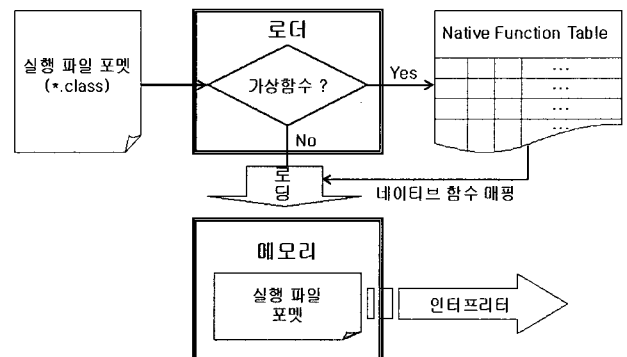 로더
Native Function Table
실행 파일 포멧
(*.class)
가상함수 ?
Yes
...
...
...
No
로
딩
네이티브 함수 매핑
메모리
실행 파일
포멧
인터프리터